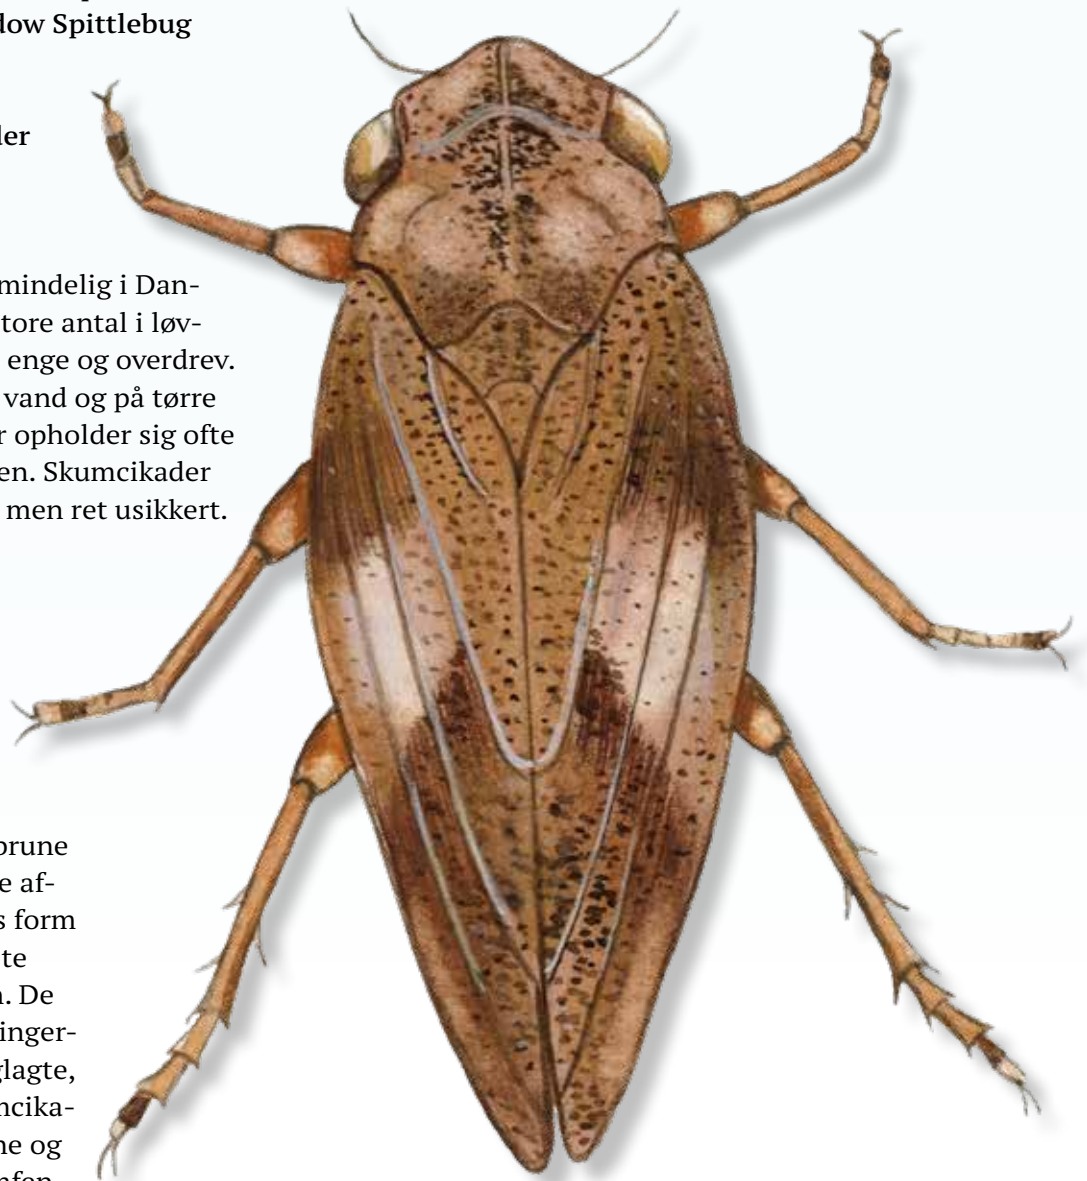 dow Spittlebug
ler
mindelig i Dan-
tore antal i løv-
enge og overdrev.
vand og på tørre
r opholder sig ofte
en. Skumcikader
men ret usikkert.
brune
e af-
s form
te
n. De
inger-
glagte,
ncika-
ne og